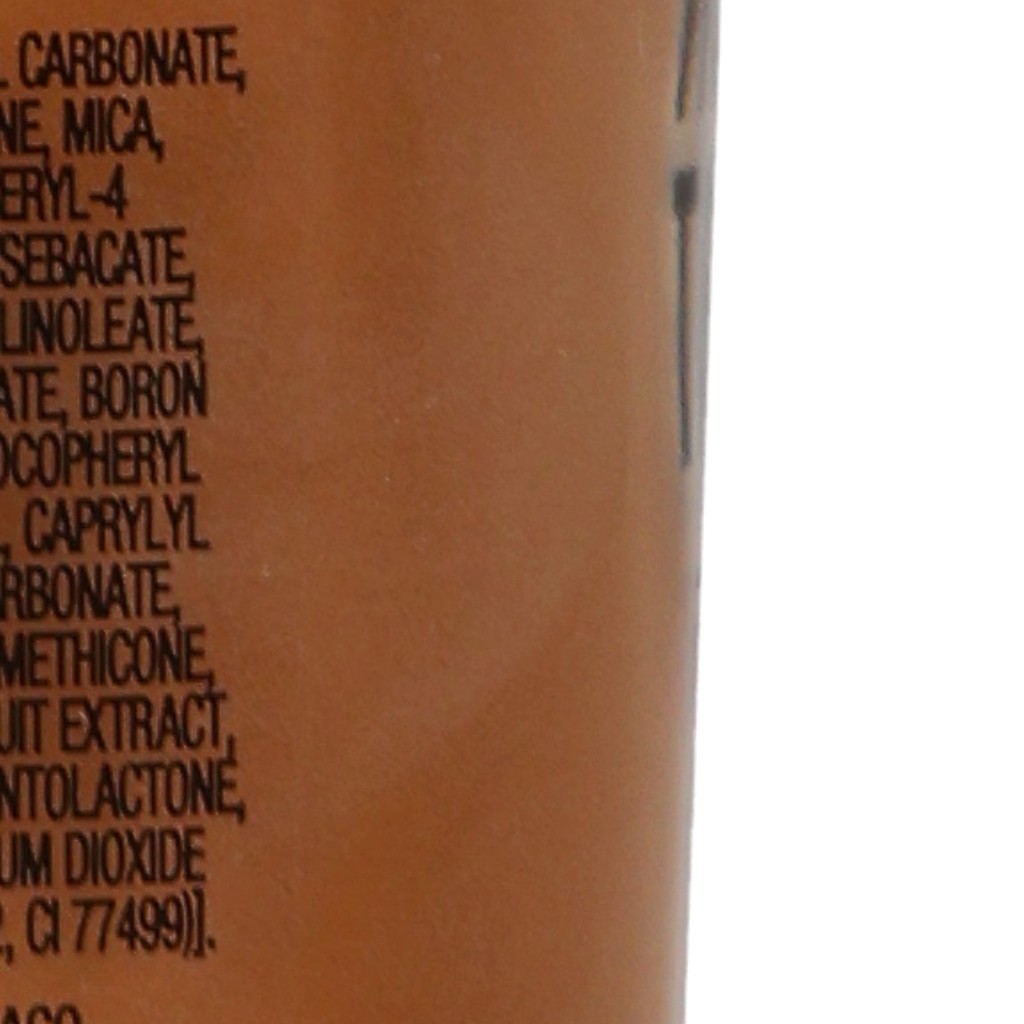 L CARBONATE,
NE, MICA,
ERYL-4
SEBACATE,
LINOLEATE,
ATE, BORON
OCOPHERYL
, CAPRYLYL
RBONATE,
METHICONE,
UIT EXTRACT,
NTOLACTONE,
UM DIOXIDE
, CI 77499)].